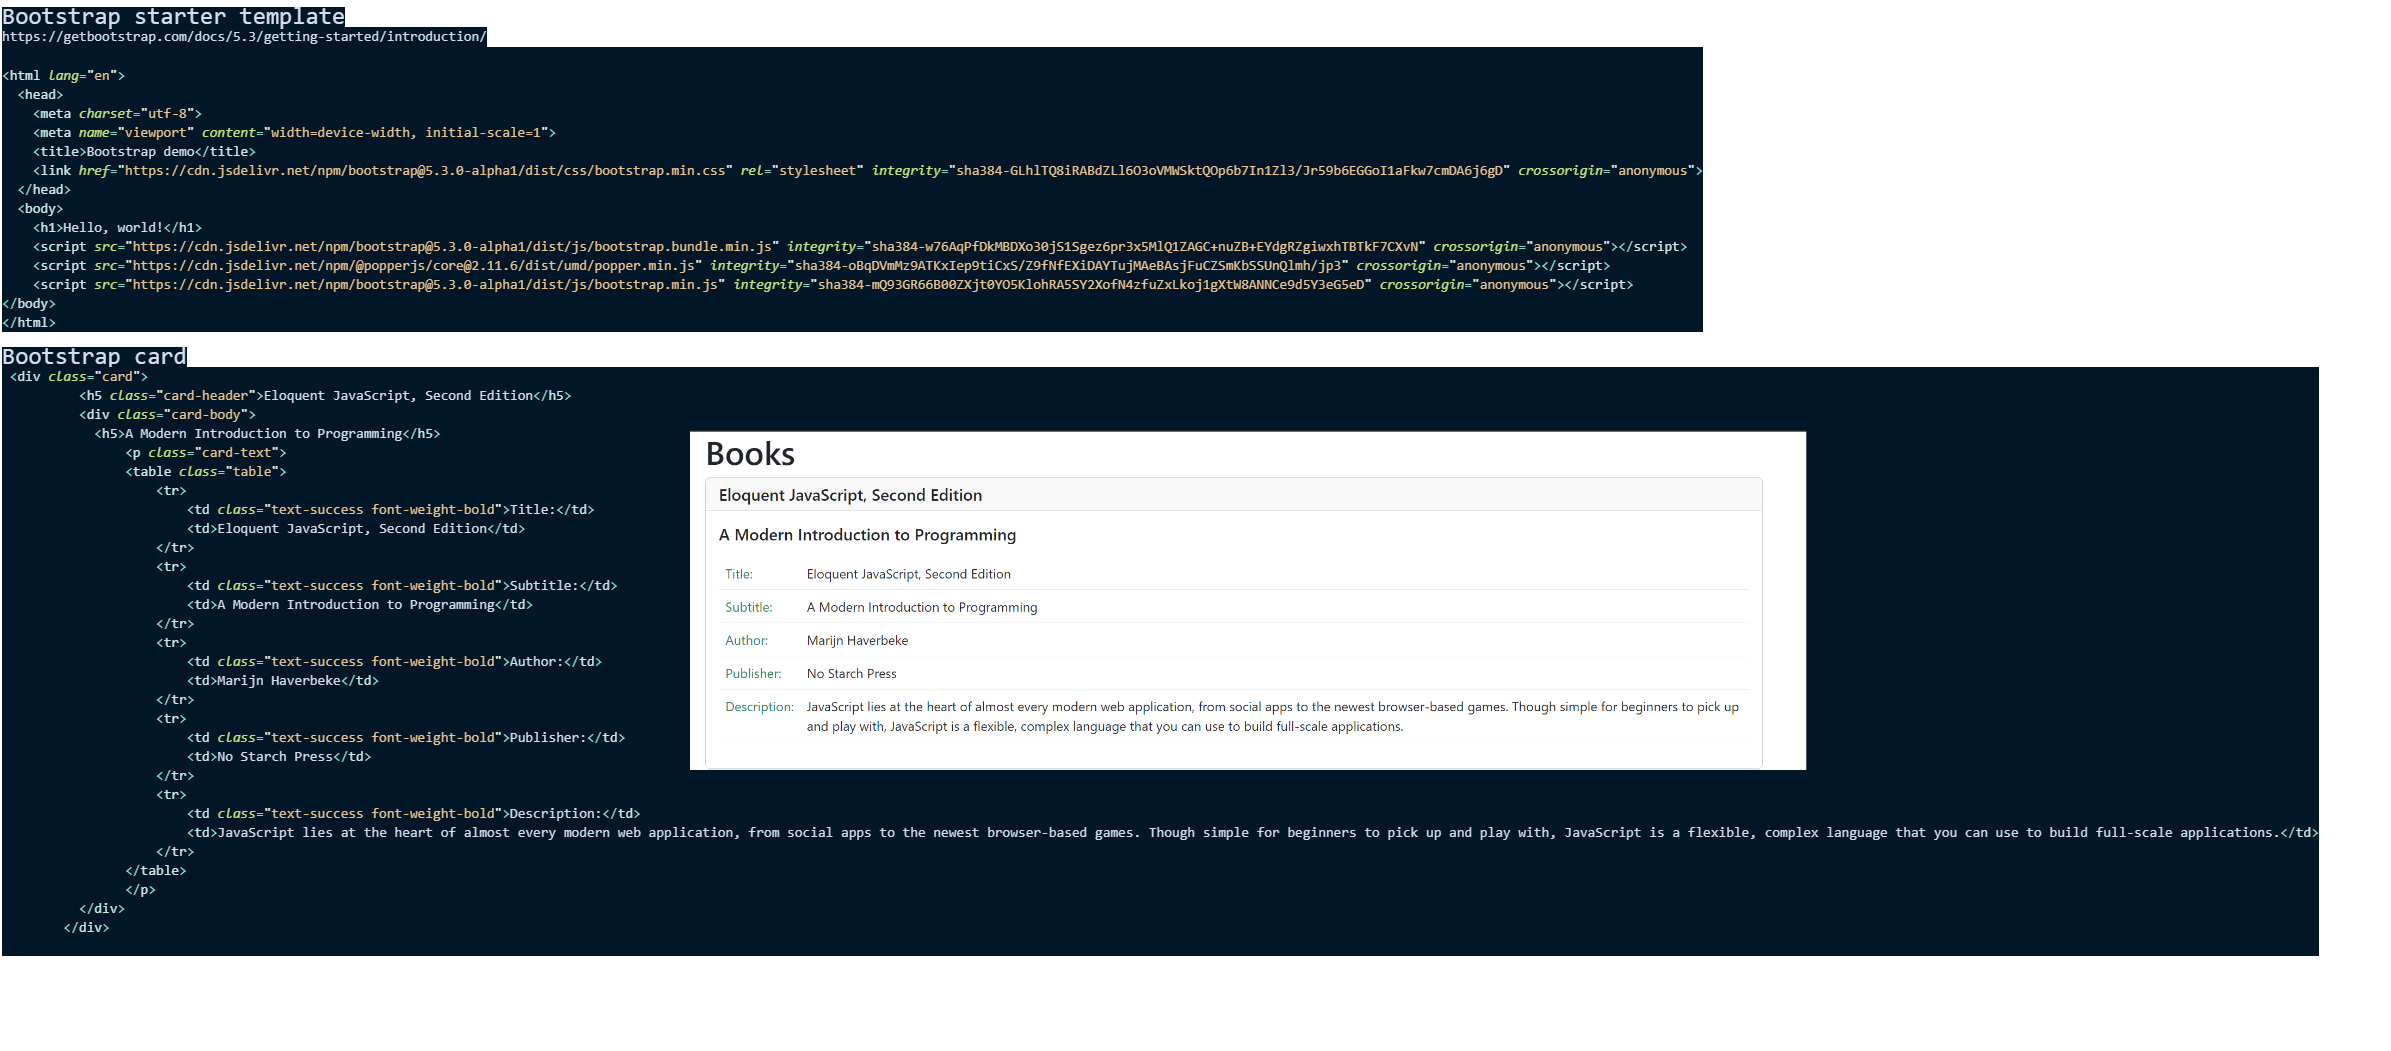 Bootstrap starter template
https://getbootstrap.com/docs/5.3/getting-started/introduction/
<html lang="en">
<head>
<meta charset="utf-8">
<meta name="viewport" content="width=device-width, initial-scale=1">
<title>Bootstrap demo</title>
<link href="https://cdn.jsdelivr.net/npm/bootstrap@5.3.0-alpha1/dist/css/bootstrap.min.css" rel="stylesheet" integrity="sha384-GLhlTQ8iRABdZLl6O3oVMWSktQOp6b7In1Zl3/Jr59b6EGGoI1aFkw7cmDA6j6gD" crossorigin="anonymous">
</head>
<body>
<h1>Hello, world!</h1>
<script src="https://cdn.jsdelivr.net/npm/bootstrap@5.3.0-alpha1/dist/js/bootstrap.bundle.min.js" integrity="sha384-w76AqPfDkMBDXo30jS1Sgez6pr3x5MlQ1ZAGC+nuZB+EYdgRZgiwxhTBTkF7CXvN" crossorigin="anonymous"></script>
<script src="https://cdn.jsdelivr.net/npm/@popperjs/core@2.11.6/dist/umd/popper.min.js" integrity="sha384-oBqDVmMz9ATKxIep9tiCxS/Z9fNfEXiDAYTujMAeBAsjFuCZSmKbSSUnQlmh/jp3" crossorigin="anonymous"></script>
<script src="https://cdn.jsdelivr.net/npm/bootstrap@5.3.0-alpha1/dist/js/bootstrap.min.js" integrity="sha384-mQ93GR66B00ZXjt0YO5KlohRA5SY2XofN4zfuZxLkoj1gXtW8ANNCe9d5Y3eG5eD" crossorigin="anonymous"></script>
</body>
</html>
Bootstrap card
<div class="card">
<h5 class="card-header">Eloquent JavaScript, Second Edition</h5>
<div class="card-body">
<h5>A Modern Introduction to Programming</h5>
<p class="card-text">
<table class="table">
<tr>
<td class="text-success font-weight-bold">Title:</td>
<td>Eloquent JavaScript, Second Edition</td>
</tr>
<tr>
<td class="text-success font-weight-bold">Subtitle:</td>
<td>A Modern Introduction to Programming</td>
</tr>
<tr>
<td class="text-success font-weight-bold">Author:</td>
<td>Marijn Haverbeke</td>
</tr>
<tr>
<td class="text-success font-weight-bold">Publisher:</td>
<td>No Starch Press</td>
</tr>
<tr>
<td class="text-success font-weight-bold">Description:</td>
<td>JavaScript lies at the heart of almost every modern web application, from social apps to the newest browser-based games. Though simple for beginners to pick up and play with, JavaScript is a flexible, complex language that you can use to build full-scale applications.</td>
</tr>
</table>
</p>
</div>
</div>
Books
Eloquent JavaScript, Second Edition
A Modern Introduction to Programming
Title: Eloquent JavaScript, Second Edition
Subtitle: A Modern Introduction to Programming
Author: Marijn Haverbeke
Publisher: No Starch Press
Description: JavaScript lies at the heart of almost every modern web application, from social apps to the newest browser-based games. Though simple for beginners to pick up
and play with, JavaScript is a flexible, complex language that you can use to build full-scale applications.